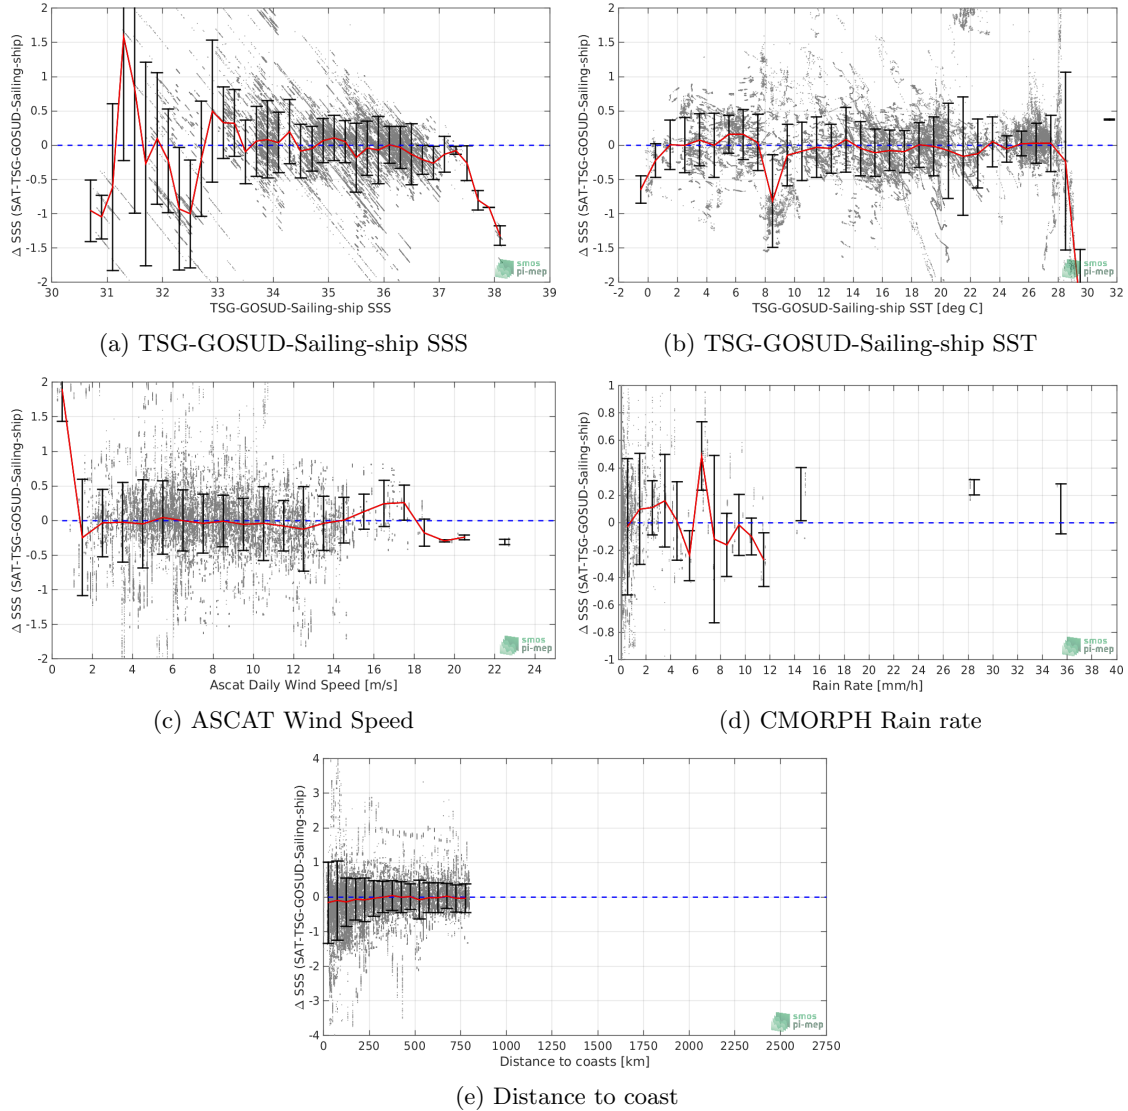 Δ SSS (SAT-TSG-GOSUD-Sailing-ship)
2
1.5
1
0.5
0
-0.5
-1
-1.5
-2
30 31 32 33 34 35 36 37 38 39
TSG-GOSUD-Sailing-ship SSS
smos
pi-mep
(a) TSG-GOSUD-Sailing-ship SSS
Δ SSS (SAT-TSG-GOSUD-Sailing-ship)
2
1.5
1
0.5
0
-0.5
-1
-1.5
-2
-2 0 2 4 6 8 10 12 14 16 18 20 22 24 26 28 30 32
TSG-GOSUD-Sailing-ship SST [deg C]
smos
pi-mep
(b) TSG-GOSUD-Sailing-ship SST
Δ SSS (SAT-TSG-GOSUD-Sailing-ship)
2
1.5
1
0.5
0
-0.5
-1
-1.5
-2
2 4 6 8 10 12 14 16 18 20 22 24
Ascat Daily Wind Speed [m/s]
smos
pi-mep
(c) ASCAT Wind Speed
Δ SSS (SAT-TSG-GOSUD-Sailing-ship)
1
0.8
0.6
0.4
0.2
0
-0.2
-0.4
-0.6
-0.8
-1
0 2 4 6 8 10 12 14 16 18 20 22 24 26 28 30 32 34 36 38 40
Rain Rate [mm/h]
smos
pi-mep
(d) CMORPH Rain rate
Δ SSS (SAT-TSG-GOSUD-Sailing-ship)
4
3
2
1
0
-1
-2
-3
-4
0 250 500 750 1000 1250 1500 1750 2000 2250 2500 2750
Distance to coasts [km]
smos
pi-mep
(e) Distance to coast